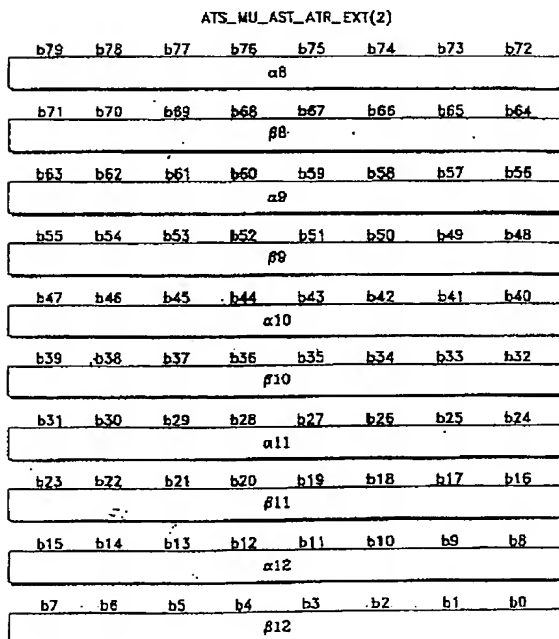 ATS_MU_AST_ATR_EXT(2)
b79 b78 b77 b76 b75 b74 b73 b72
α8
b71 b70 b69 b68 b67 b66 b65 b64
β8
b63 b62 b61 b60 b59 b58 b57 b56
α9
b55 b54 b53 b52 b51 b50 b49 b48
β9
b47 b46 b45 b44 b43 b42 b41 b40
α10
b39 b38 b37 b36 b35 b34 b33 b32
β10
b31 b30 b29 b28 b27 b26 b25 b24
α11
b23 b22 b21 b20 b19 b18 b17 b16
β11
b15 b14 b13 b12 b11 b10 b9 b8
α12
b7 b6 b5 b4 b3 b2 b1 b0
β12